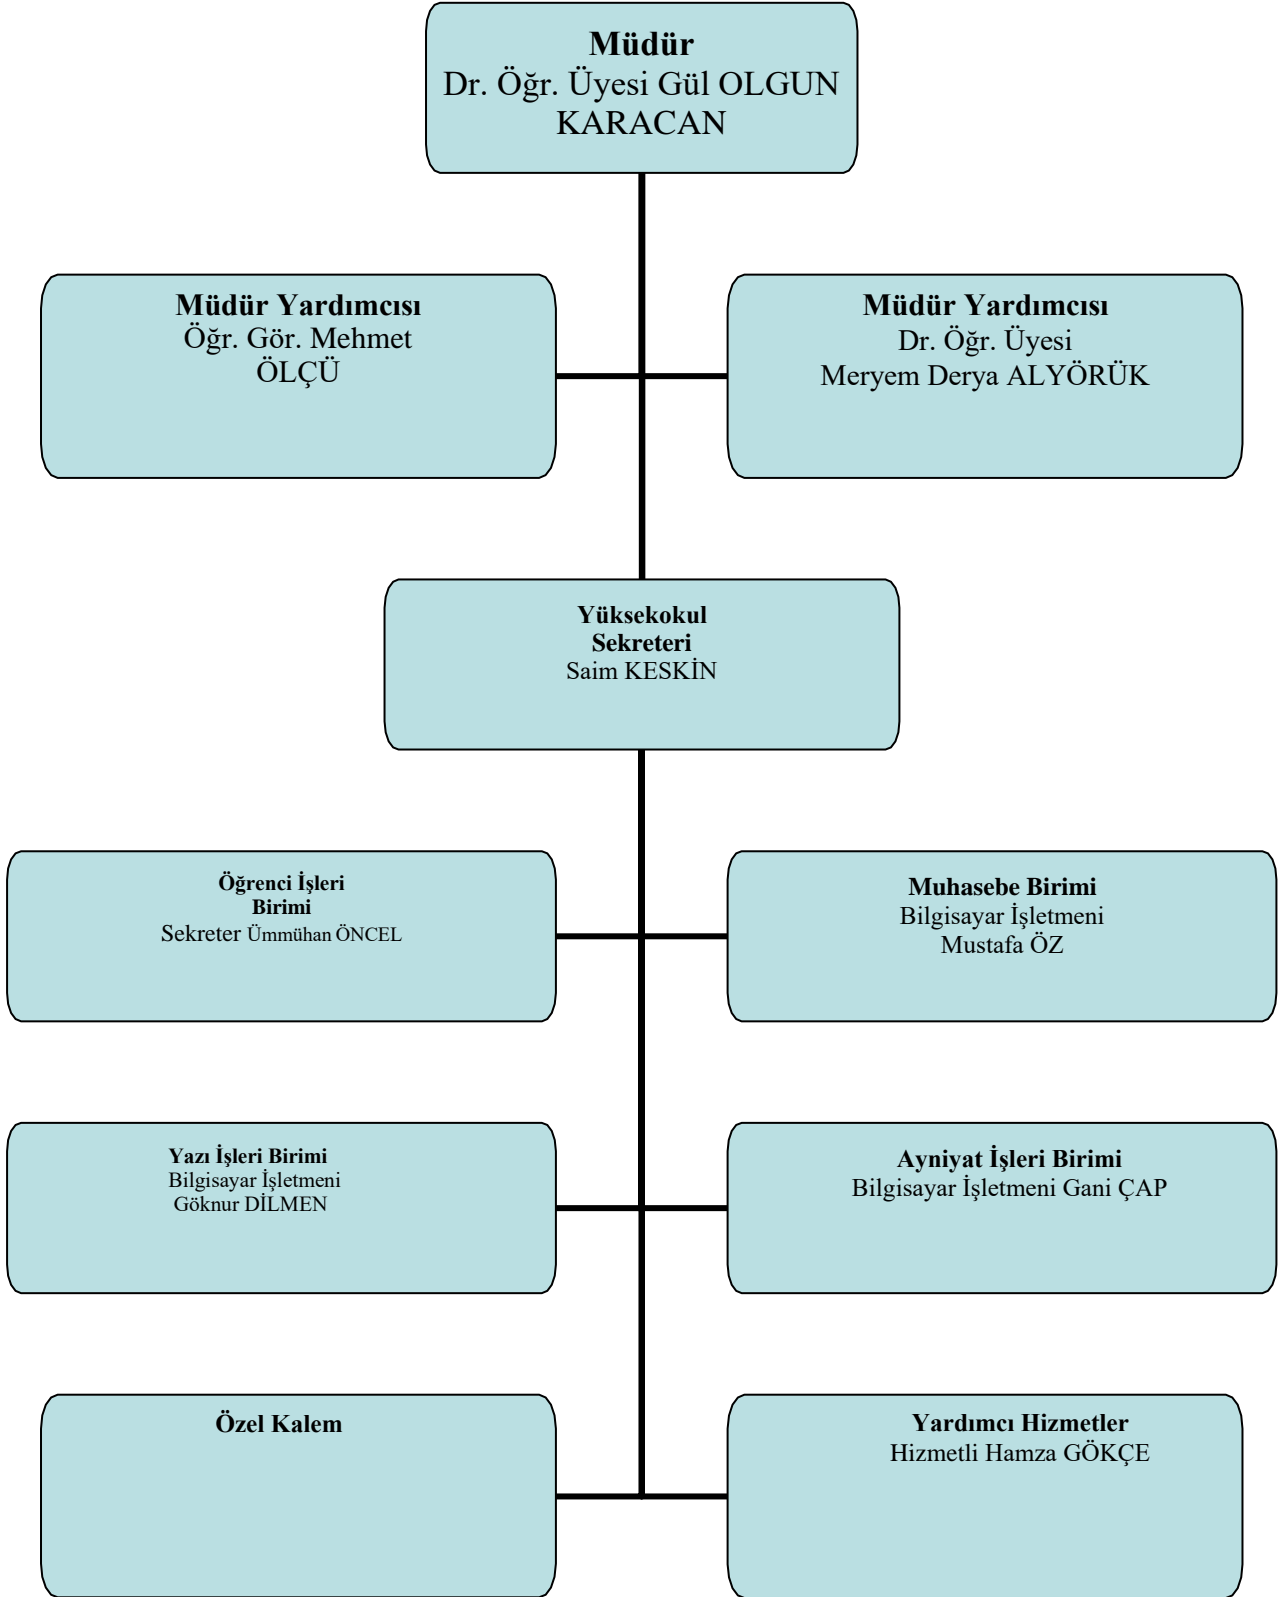 Müdür
Dr. Öğr. Üyesi Gül OLGUN
KARACAN
Müdür Yardımcısı
Öğr. Gör. Mehmet
ÖLÇÜ
Müdür Yardımcısı
Dr. Öğr. Üyesi
Meryem Derya ALYÖRÜK
Yüksekokul
Sekreteri
Saim KESKİN
Öğrenci İşleri
Birimi
Sekreter Ümmühan ÖNCEL
Muhasebe Birimi
Bilgisayar İşletmeni
Mustafa ÖZ
Yazı İşleri Birimi
Bilgisayar İşletmeni
Göknur DİLMEN
Ayniyat İşleri Birimi
Bilgisayar İşletmeni Gani ÇAP
Özel Kalem
Yardımcı Hizmetler
Hizmetli Hamza GÖKÇE